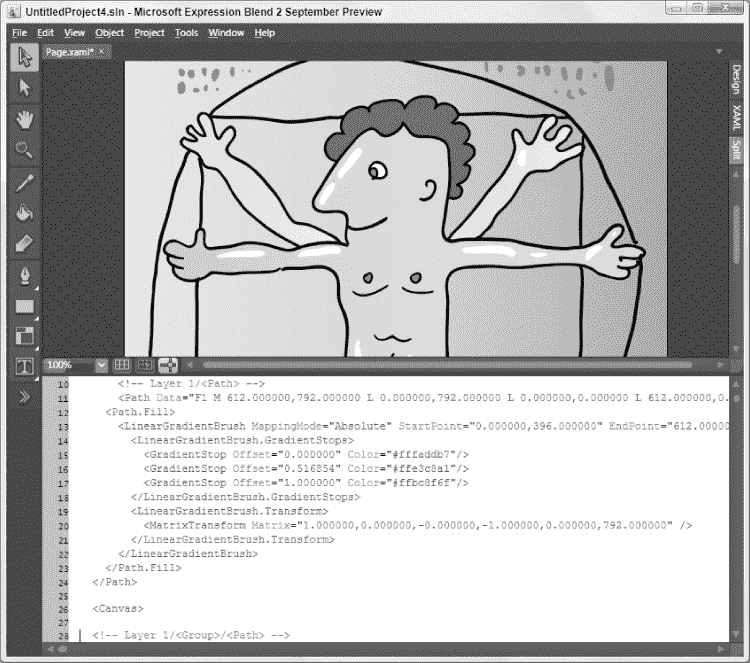 UntitledProject4.sln - Microsoft Expression Blend 2 September Preview
File Edit View Object Project Tools Window Help
Page.xaml* ×
Design
XAML
Split
100%
10 <!-- Layer 1/<Path> -->
11 <Path Data="F1 M 612.000000,792.000000 L 0.000000,792.000000 L 0.000000,0.000000 L 612.000000,0.
12 <Path.Fill>
13 <LinearGradientBrush MappingMode="Absolute" StartPoint="0.000000,396.000000" EndPoint="612.00000
14 <LinearGradientBrush.GradientStops>
15 <GradientStop Offset="0.000000" Color="#fffaddb7"/>
16 <GradientStop Offset="0.516854" Color="#ffe3c8a1"/>
17 <GradientStop Offset="1.000000" Color="#ffbc8f6f"/>
18 </LinearGradientBrush.GradientStops>
19 <LinearGradientBrush.Transform>
20 <MatrixTransform Matrix="1.000000,0.000000,-0.000000,-1.000000,0.000000,792.000000" />
21 </LinearGradientBrush.Transform>
22 </LinearGradientBrush>
23 </Path.Fill>
24 </Path>
25
26 <Canvas>
27
28 <!-- Layer 1/<Group>/<Path> -->